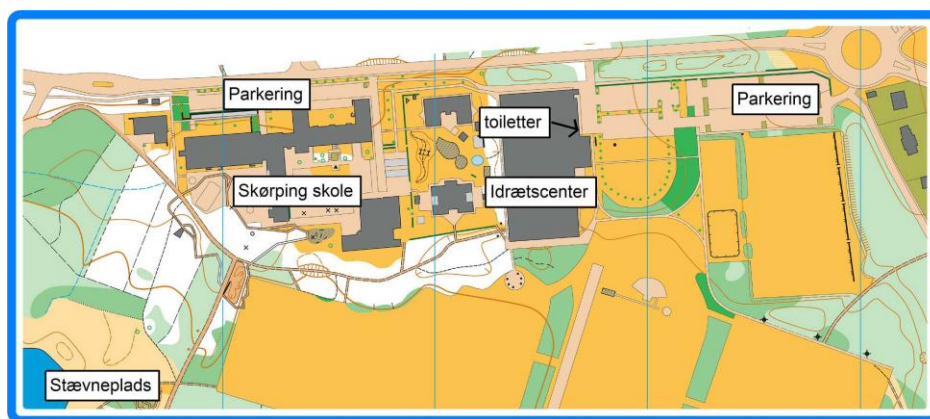 Parkering
Parkering
toiletter
Skørping skole
Idrætscenter
Stævneplads